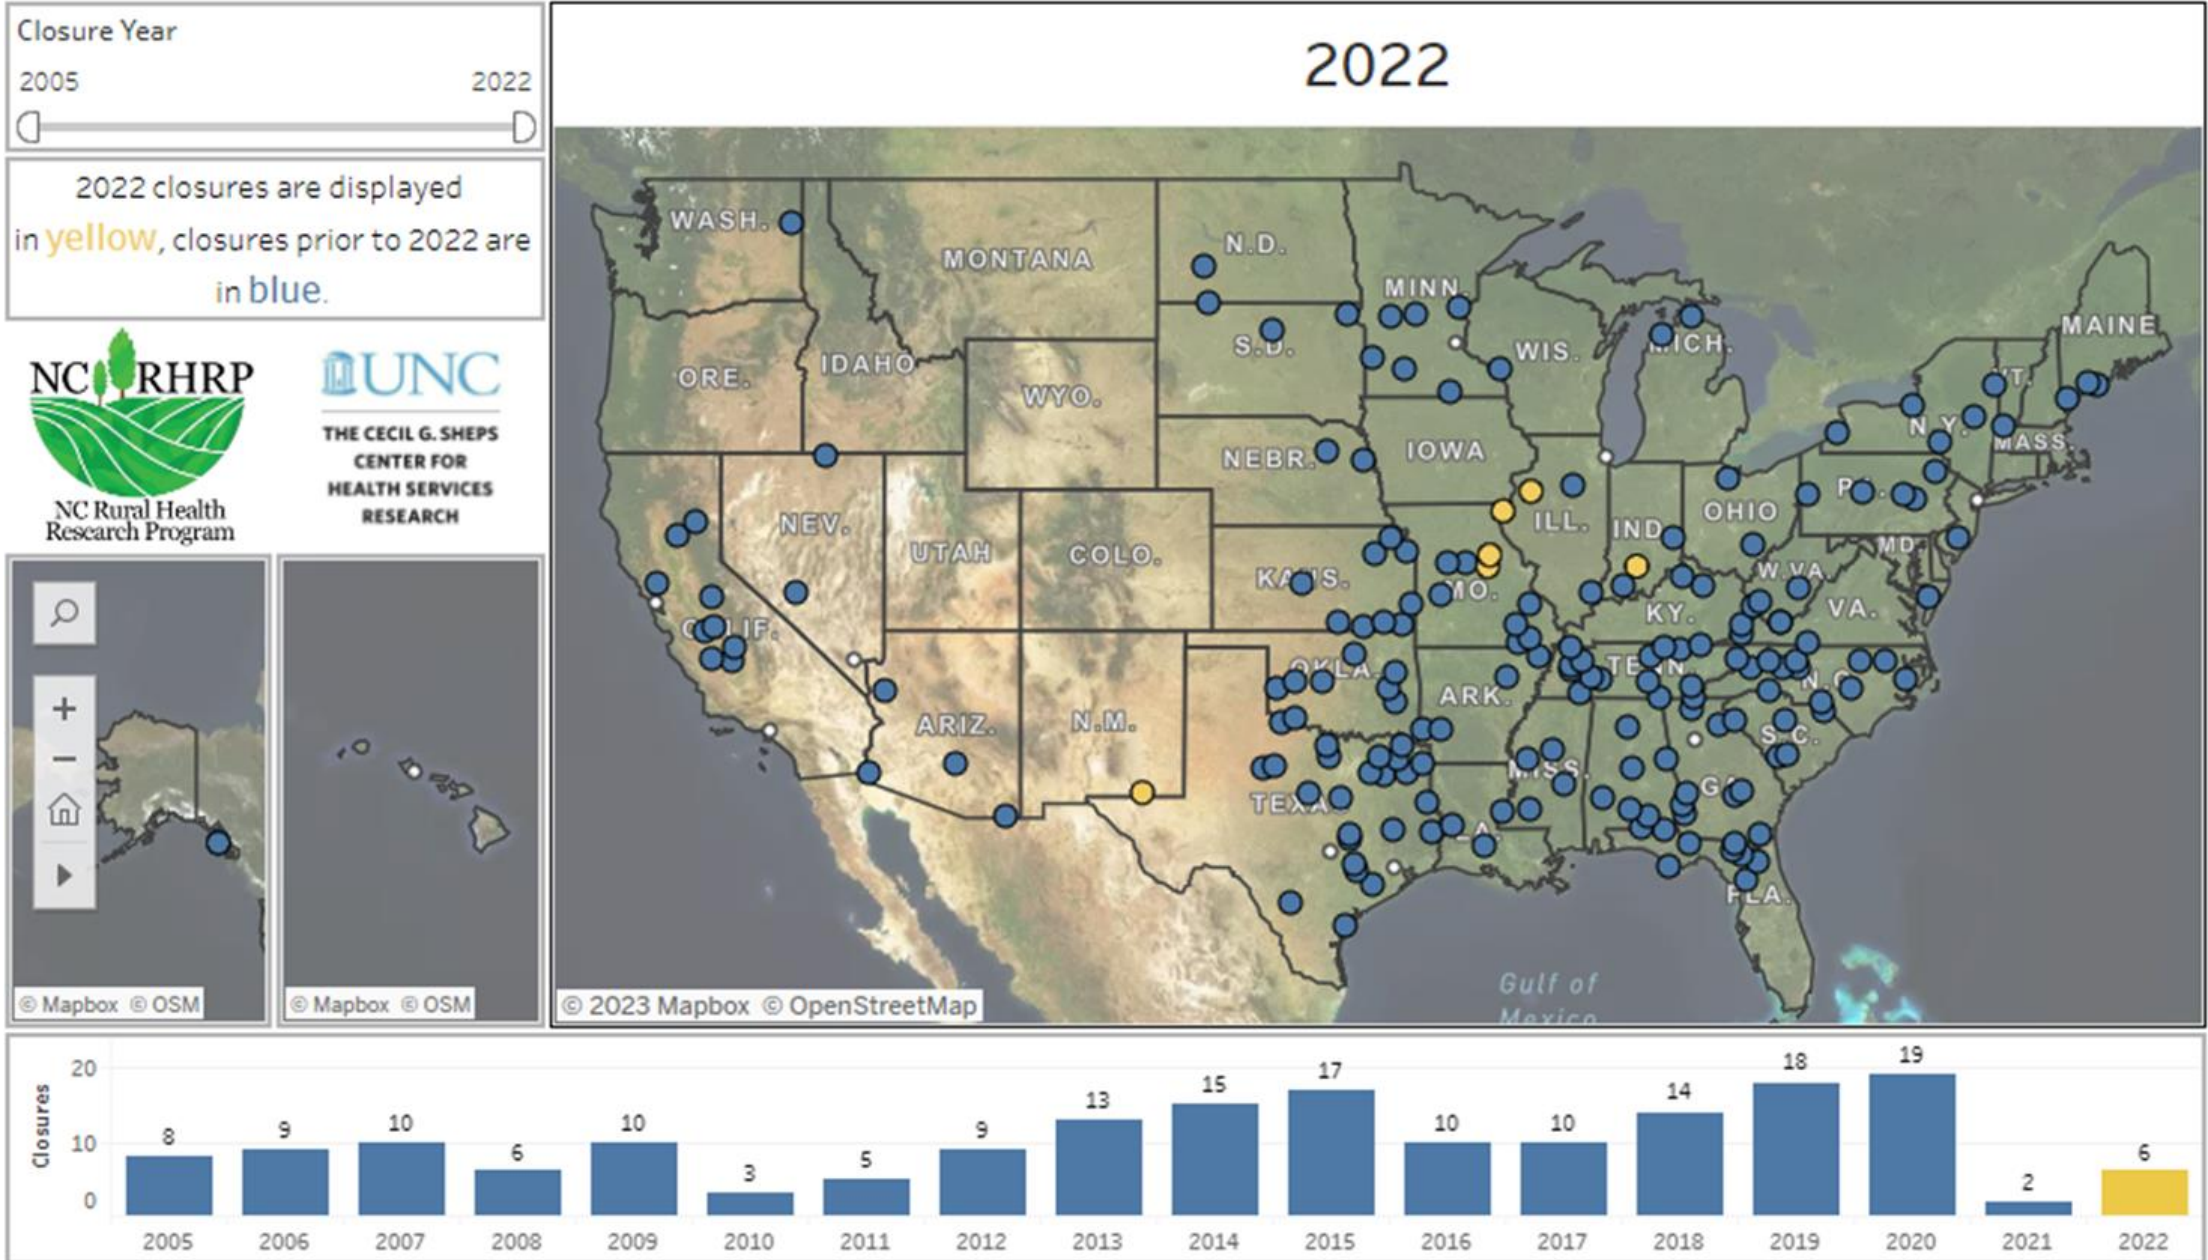 Closure Year
2005 2022
2022 closures are displayed
in yellow, closures prior to 2022 are
in blue.
NC RHRP
NC Rural Health
Research Program
UNC
THE CECIL G. SHEPS
CENTER FOR
HEALTH SERVICES
RESEARCH
© Mapbox © OSM
© Mapbox © OSM
2022
WASH.
MONTANA
N.D.
MINN.
MAINE
ORE.
IDAHO
S.D.
WIS.
MICH.
VT.
WYO.
N.Y.
MASS.
NEBR.
IOWA
NEV.
UTAH
COLO.
ILL.
IND.
OHIO
MD.
KANS.
MO.
W.VA.
VA.
KY.
CALIF.
OKLA.
TENN.
N.C.
ARIZ.
N.M.
ARK.
S.C.
MISS.
GA.
TEXAS
FLA.
Gulf of
Mexico
© 2023 Mapbox © OpenStreetMap
Closures
20
10
0
8 9 10 6 10 3 5 9 13 15 17 10 10 14 18 19 2 6
2005 2006 2007 2008 2009 2010 2011 2012 2013 2014 2015 2016 2017 2018 2019 2020 2021 2022